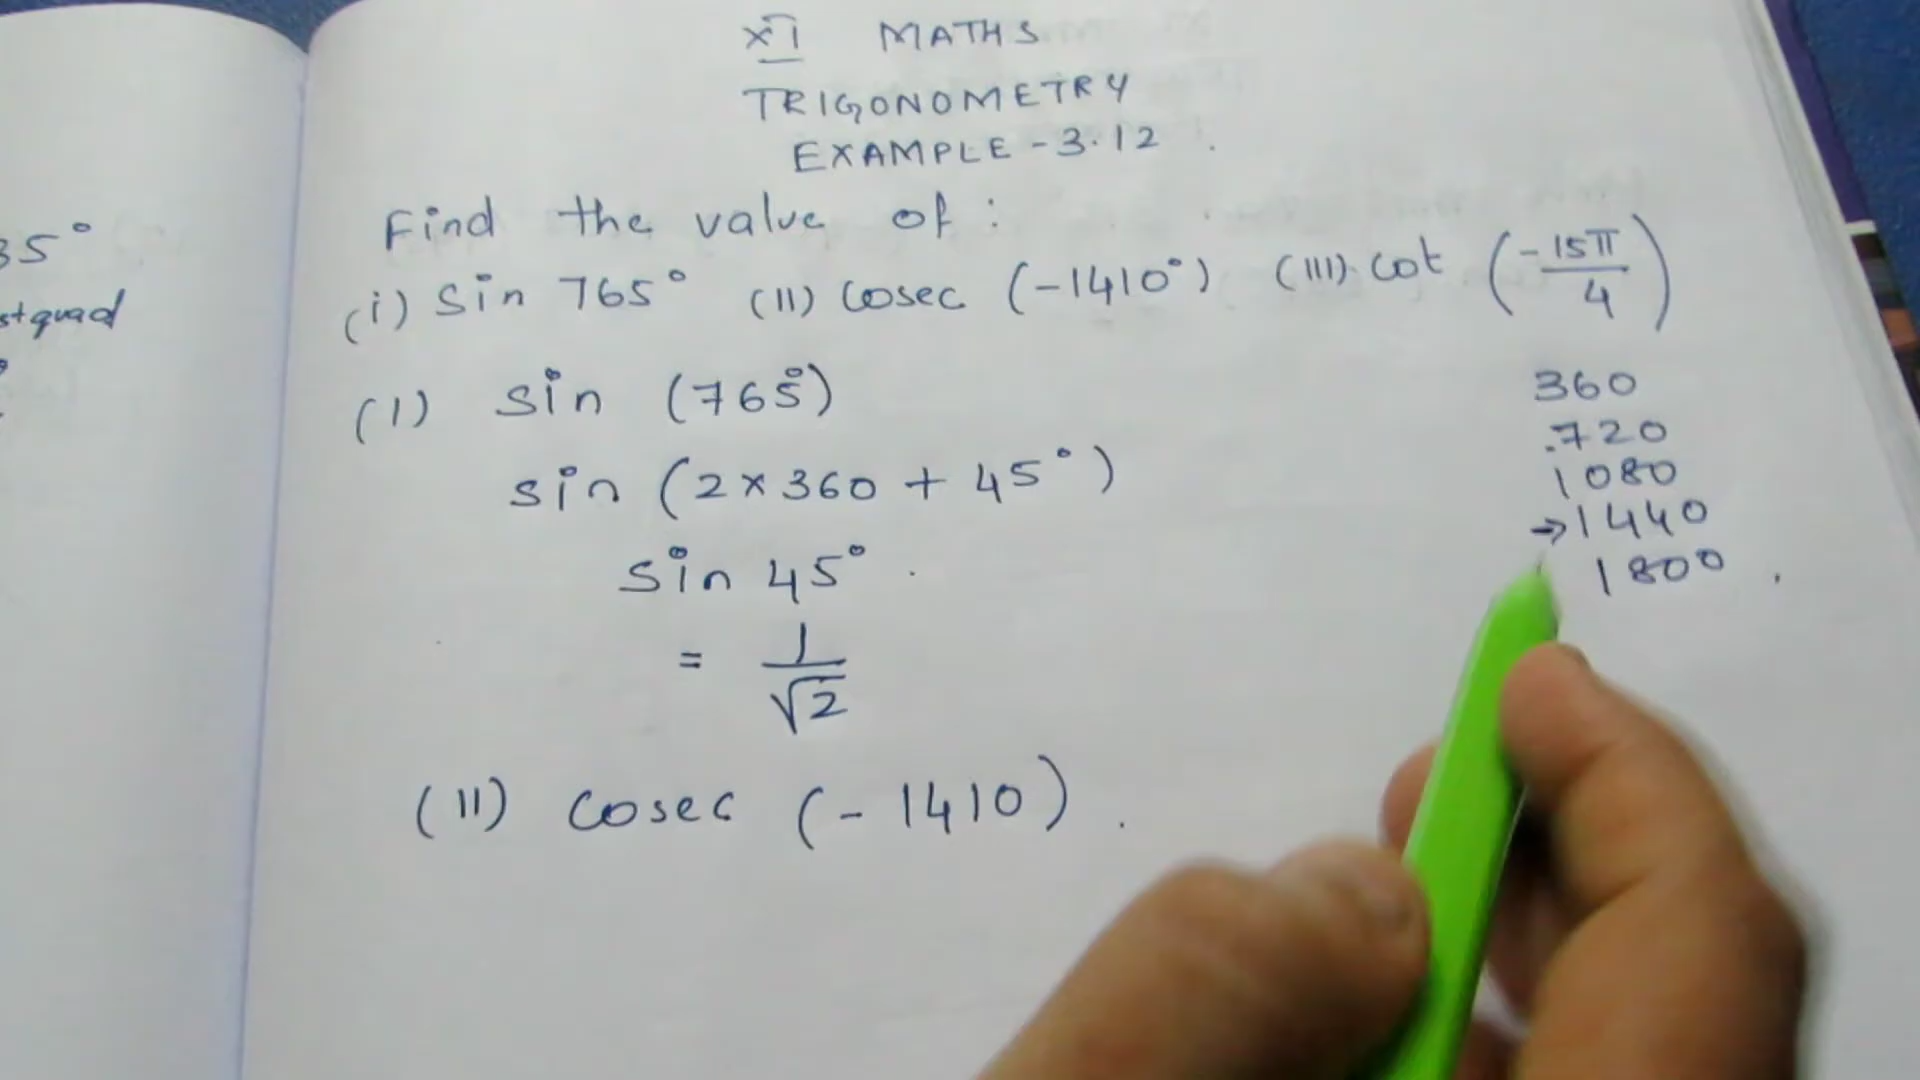 35°
st quad
XI MATHS
TRIGONOMETRY
EXAMPLE - 3.12
Find the value of :
(i) Sin 765° (II) Cosec (-1410°) (III) Cot (-15π/4)
(I) sin (765°)
sin (2×360 + 45°)
sin 45°
= 1/√2
(II) cosec (-1410)
360
720
1080
→1440
1800